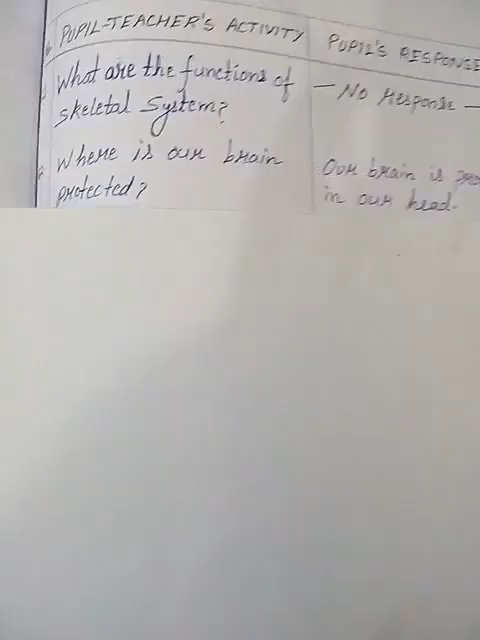 PUPIL-TEACHER'S ACTIVITY
PUPIL'S RESPONSE
What are the functions of
skeletal System?
— No Response —
Where is our brain
protected?
Our brain is
in our head.